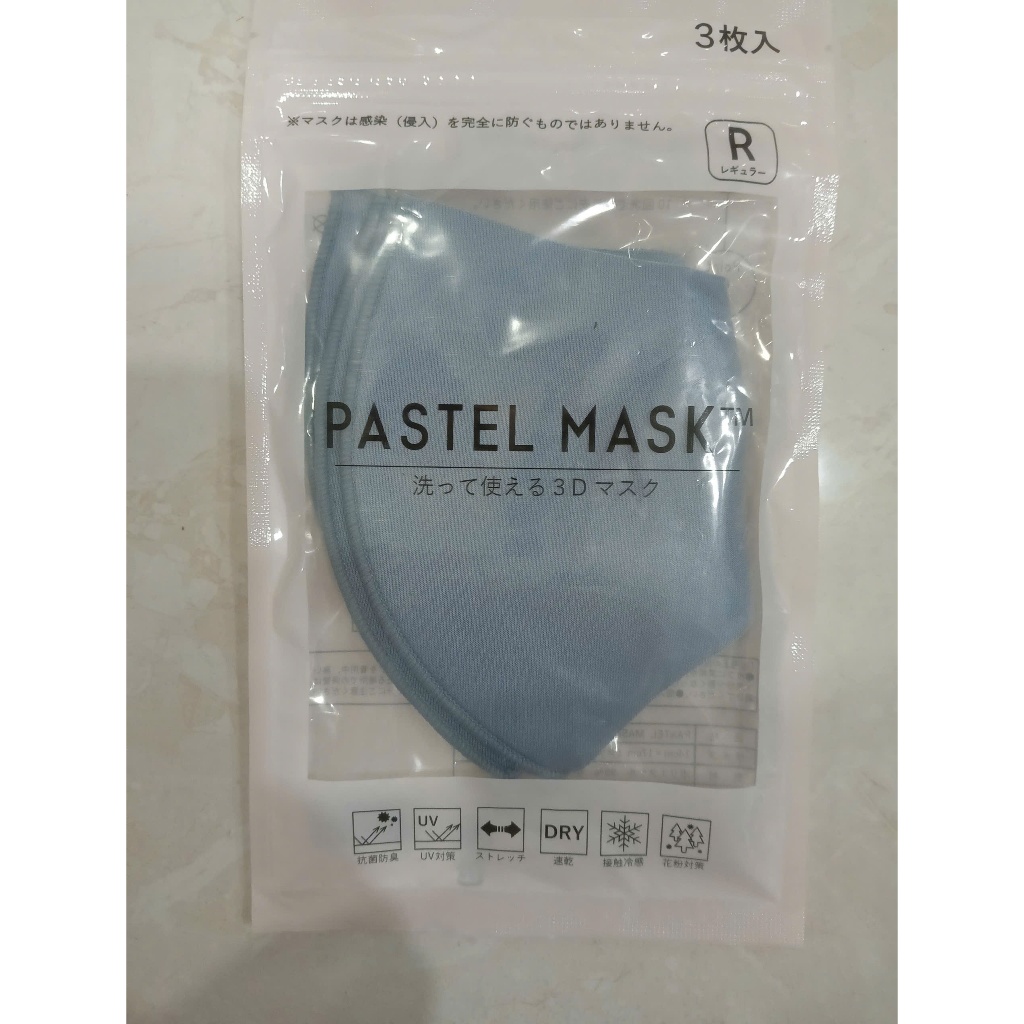 3枚入
※マスクは感染（侵入）を完全に防ぐものではありません。
R
レギュラー
PASTEL MASK™
洗って使える3Dマスク
UV
DRY
抗菌防臭
UV対策
ストレッチ
速乾
接触冷感
花粉対策